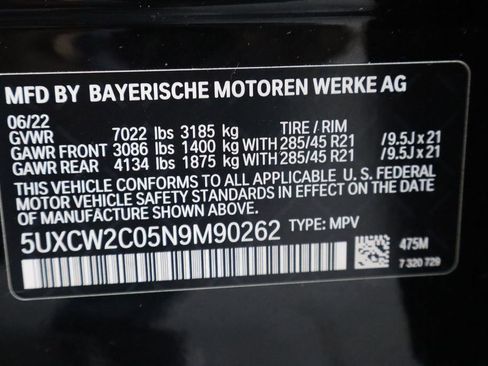 MFD BY BAYERISCHE MOTOREN WERKE AG
06/22
GVWR 7022 lbs 3185 kg TIRE / RIM
GAWR FRONT 3086 lbs 1400 kg WITH 285/45 R21 /9.5J x 21
GAWR REAR 4134 lbs 1875 kg WITH 285/45 R21 /9.5J x 21
THIS VEHICLE CONFORMS TO ALL APPLICABLE U. S. FEDERAL
MOTOR VEHICLE SAFETY STANDARDS IN EFFECT ON THE
DATE OF MANUFACTURE SHOWN ABOVE.
5UXCW2C05N9M90262 TYPE: MPV
475M
7 320 729